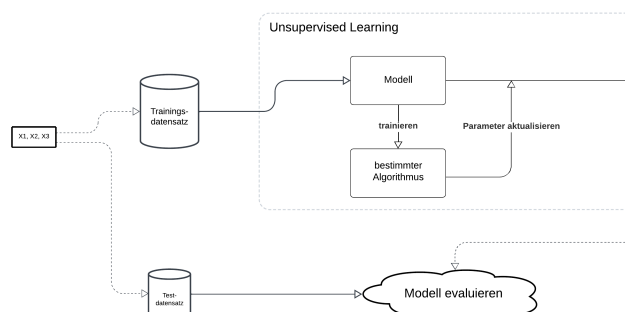 Unsupervised Learning
Modell
Trainings-
datensatz
trainieren
Parameter aktualisieren
X1, X2, X3
bestimmter
Algorithmus
Test-
datensatz
Modell evaluieren